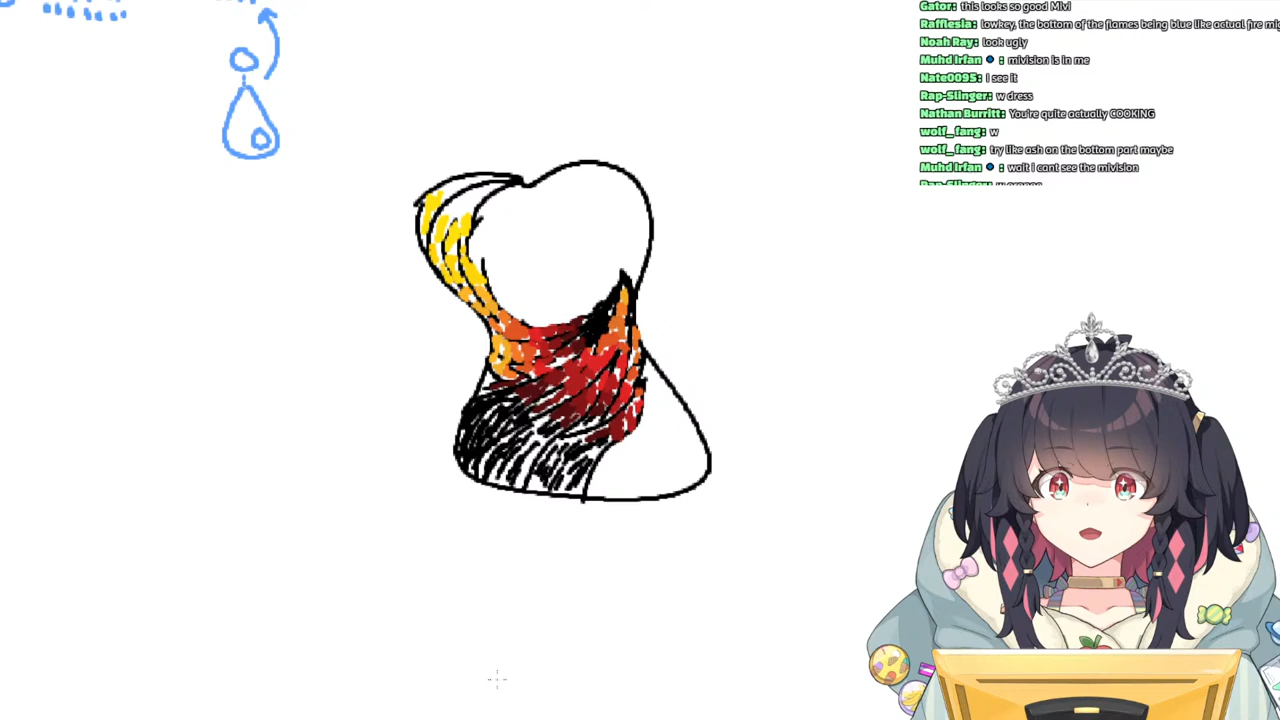 Gator: this looks so good Mivi
Rafflesia: lowkey, the bottom of the flames being blue like actual fire
Noah Ray: look ugly
Muhd Irfan : mivision is in me
Nate0095: I see it
Rap-Slinger: w dress
Nathan Burritt: You're quite actually COOKING
wolf_fang: w
wolf_fang: try like ash on the bottom part maybe
Muhd Irfan : wait i cant see the mivision